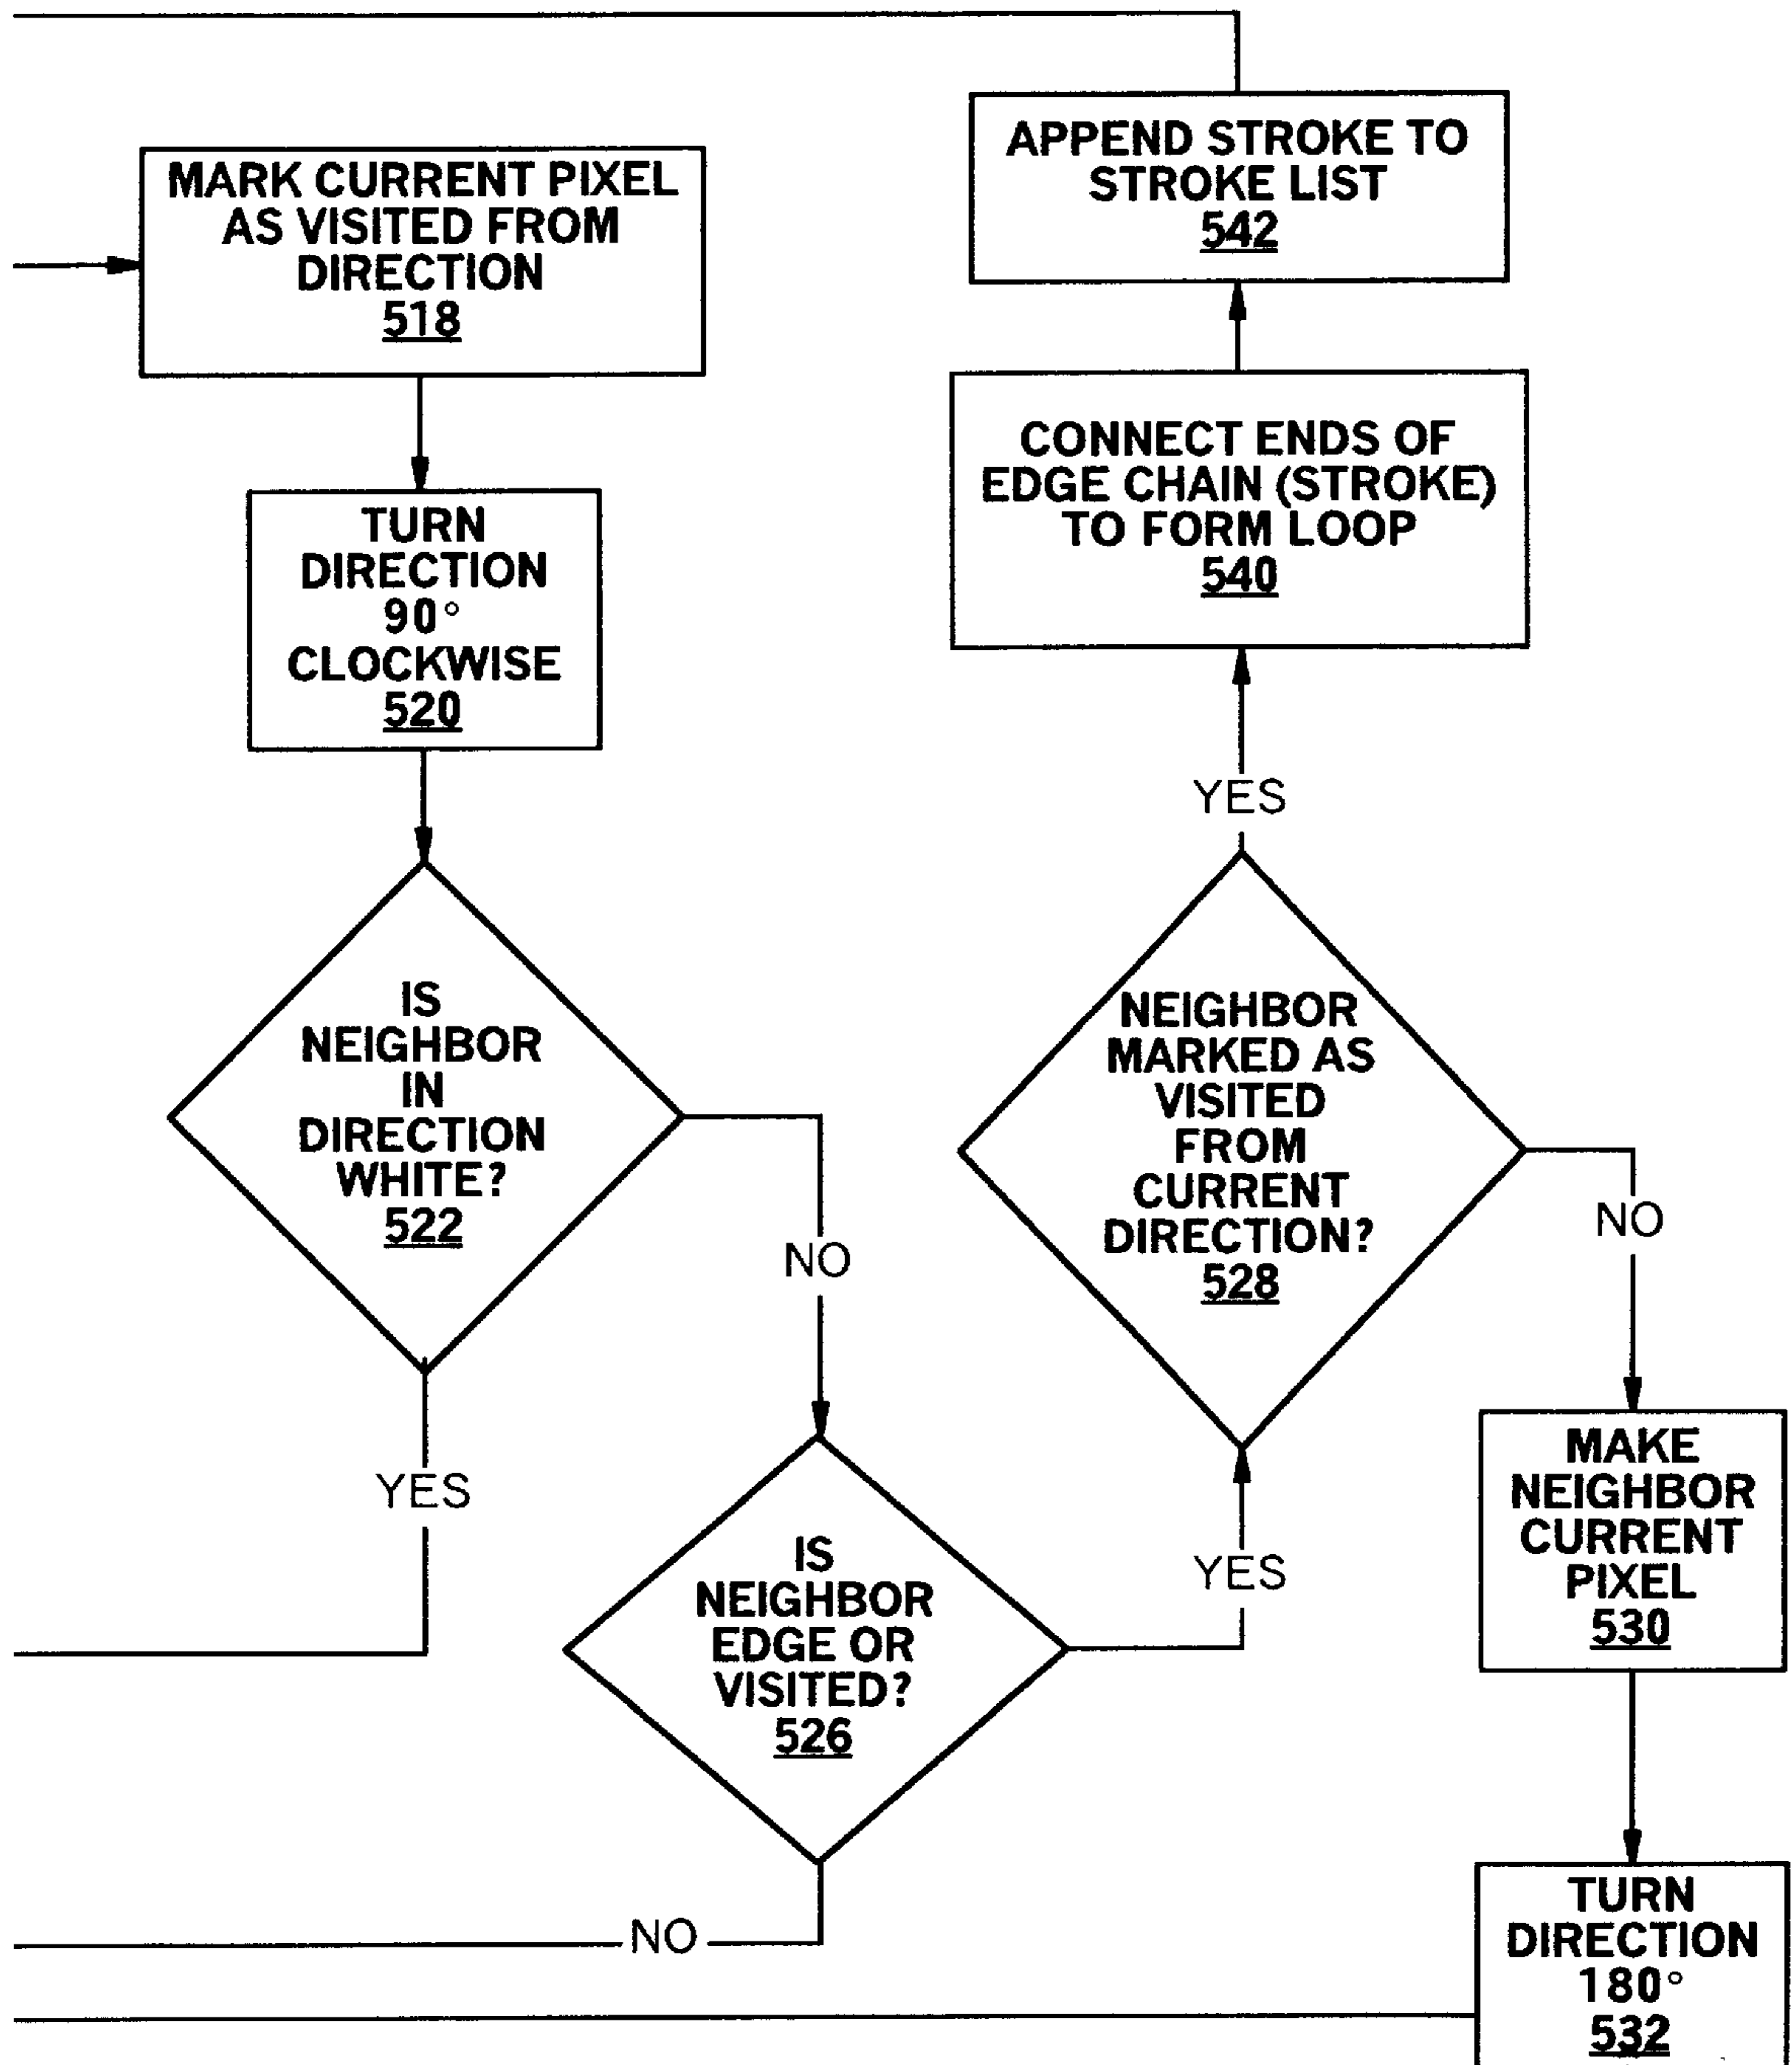 MARK CURRENT PIXEL
AS VISITED FROM
DIRECTION
518
TURN
DIRECTION
90°
CLOCKWISE
520
IS
NEIGHBOR
IN
DIRECTION
WHITE?
522
YES
NO
IS
NEIGHBOR
EDGE OR
VISITED?
526
NO
YES
NEIGHBOR
MARKED AS
VISITED
FROM
CURRENT
DIRECTION?
528
YES
CONNECT ENDS OF
EDGE CHAIN (STROKE)
TO FORM LOOP
540
APPEND STROKE TO
STROKE LIST
542
NO
MAKE
NEIGHBOR
CURRENT
PIXEL
530
TURN
DIRECTION
180°
532